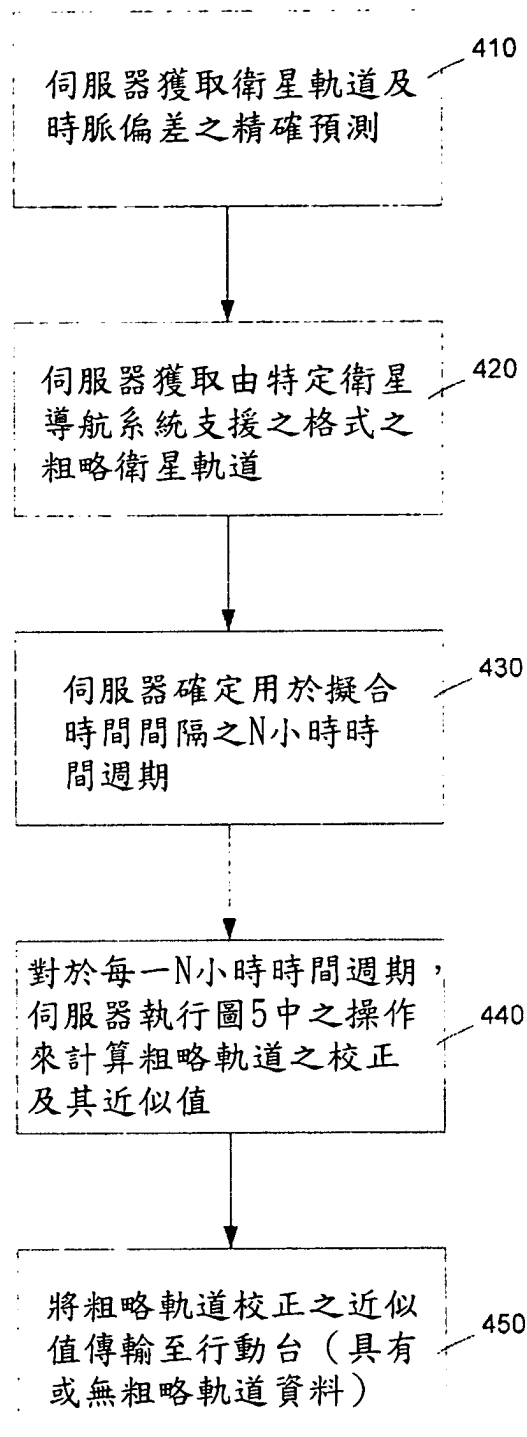 410
伺服器獲取衛星軌道及
時脈偏差之精確預測
420
伺服器獲取由特定衛星
導航系統支援之格式之
粗略衛星軌道
430
伺服器確定用於擬合
時間間隔之N小時時
間週期
對於每一N小時時間週期，
伺服器執行圖5中之操作
來計算粗略軌道之校正
及其近似值
440
將粗略軌道校正之近似
值傳輸至行動台（具有
或無粗略軌道資料）
450